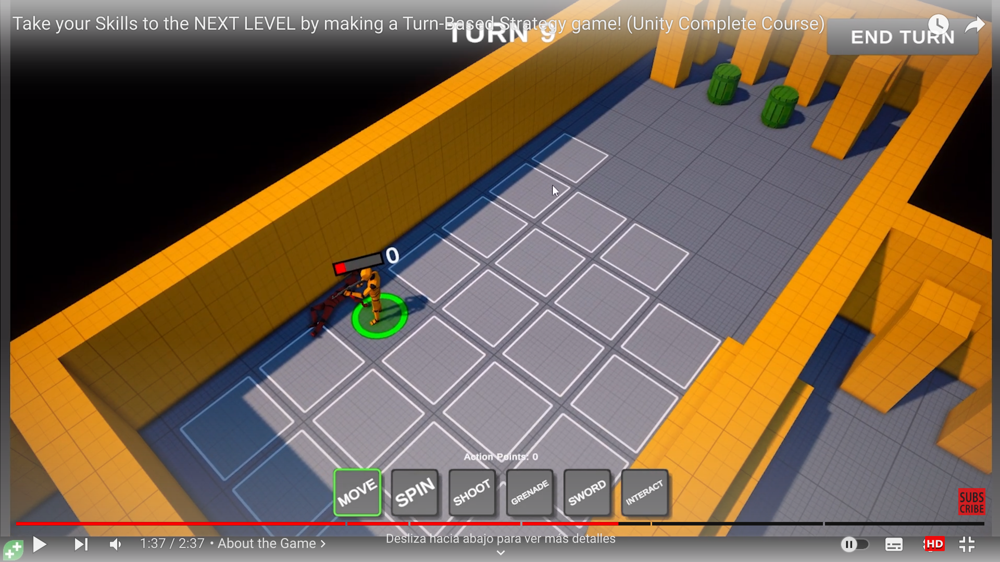 Take your Skills to the NEXT LEVEL by making a Turn-Based Strategy game! (Unity Complete Course)
TURN 9
END TURN
0
Action Points: 0
MOVE
SPIN
SHOOT
GRENADE
SWORD
INTERACT
SUBS
CRIBE
1:37 / 2:37 • About the Game
Desliza hacia abajo para ver más detalles
HD